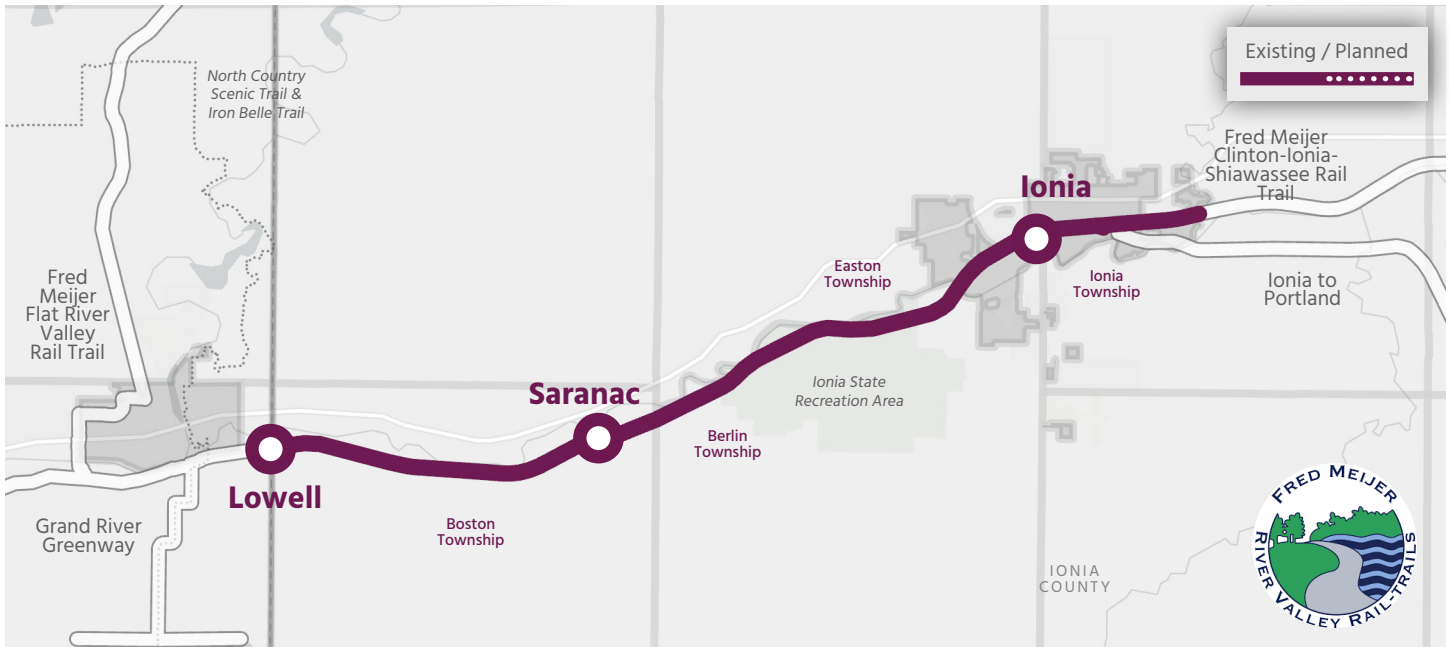 Existing / Planned
North Country
Scenic Trail &
Iron Belle Trail
Fred Meijer
Clinton-Ionia-
Shiawassee Rail
Trail
Ionia
Easton
Township
Ionia
Township
Ionia to
Portland
Fred
Meijer
Flat River
Valley
Rail Trail
Ionia State
Recreation Area
Saranac
Berlin
Township
Lowell
Boston
Township
Grand River
Greenway
IONIA
COUNTY
FRED MEIJER
RIVER VALLEY RAIL-TRAILS